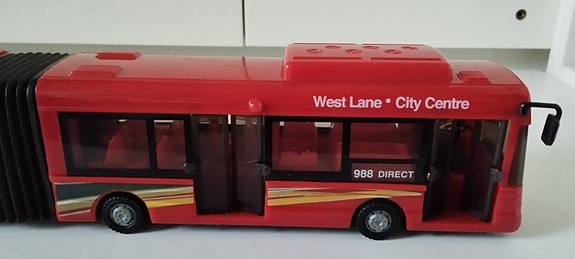 West Lane • City Centre
988 DIRECT